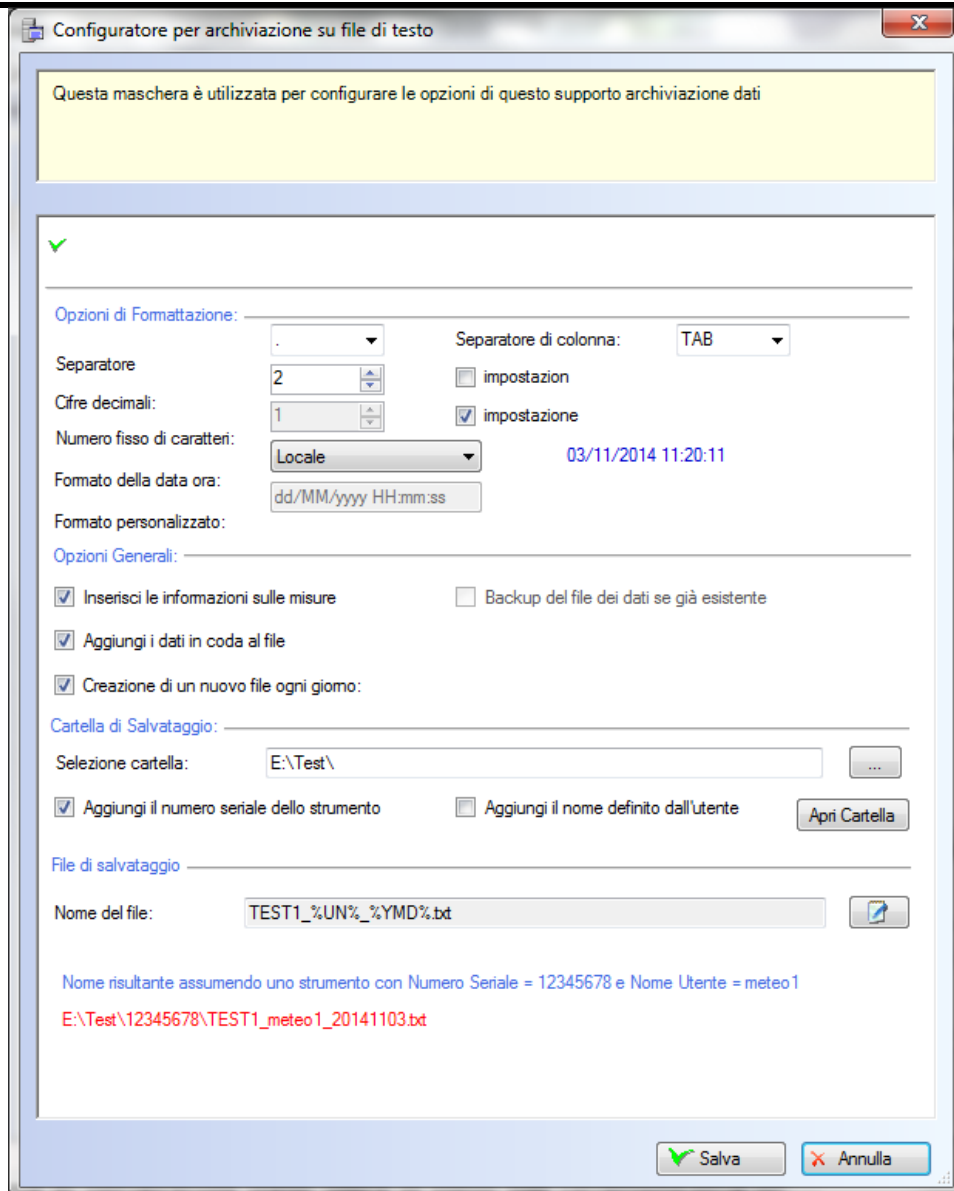 Configuratore per archiviazione su file di testo
Questa maschera è utilizzata per configurare le opzioni di questo supporto archiviazione dati
Opzioni di Formattazione:
. Separatore di colonna: TAB
Separatore
2 impostazion
Cifre decimali:
1 impostazione
Numero fisso di caratteri:
Locale 03/11/2014 11:20:11
Formato della data ora:
dd/MM/yyyy HH:mm:ss
Formato personalizzato:
Opzioni Generali:
Inserisci le informazioni sulle misure Backup del file dei dati se già esistente
Aggiungi i dati in coda al file
Creazione di un nuovo file ogni giorno:
Cartella di Salvataggio:
Selezione cartella: E:\Test\ ...
Aggiungi il numero seriale dello strumento Aggiungi il nome definito dall'utente Apri Cartella
File di salvataggio
Nome del file: TEST1_%UN%_%YMD%.txt
Nome risultante assumendo uno strumento con Numero Seriale = 12345678 e Nome Utente = meteo1
E:\Test\12345678\TEST1_meteo1_20141103.txt
Salva Annulla